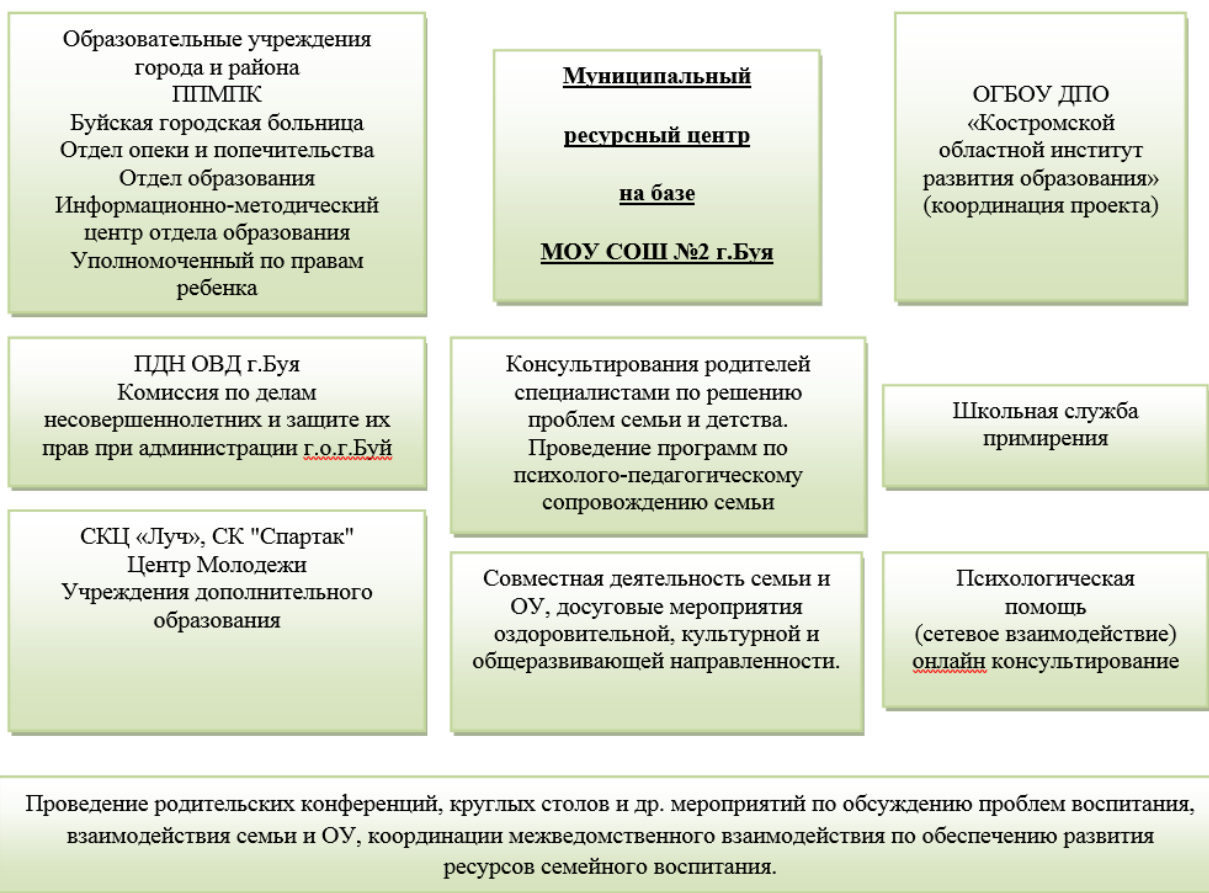 Образовательные учреждения
города и района
ППМПК
Буйская городская больница
Отдел опеки и попечительства
Отдел образования
Информационно-методический
центр отдела образования
Уполномоченный по правам
ребенка
Муниципальный
ресурсный центр
на базе
МОУ СОШ №2 г.Буя
ОГБОУ ДПО
«Костромской
областной институт
развития образования»
(координация проекта)
ПДН ОВД г.Буя
Комиссия по делам
несовершеннолетних и защите их
прав при администрации г.о.г.Буй
Консультирования родителей
специалистами по решению
проблем семьи и детства.
Проведение программ по
психолого-педагогическому
сопровождению семьи
Школьная служба
примирения
СКЦ «Луч», СК "Спартак"
Центр Молодежи
Учреждения дополнительного
образования
Совместная деятельность семьи и
ОУ, досуговые мероприятия
оздоровительной, культурной и
общеразвивающей направленности.
Психологическая
помощь
(сетевое взаимодействие)
онлайн консультирование
Проведение родительских конференций, круглых столов и др. мероприятий по обсуждению проблем воспитания,
взаимодействия семьи и ОУ, координации межведомственного взаимодействия по обеспечению развития
ресурсов семейного воспитания.